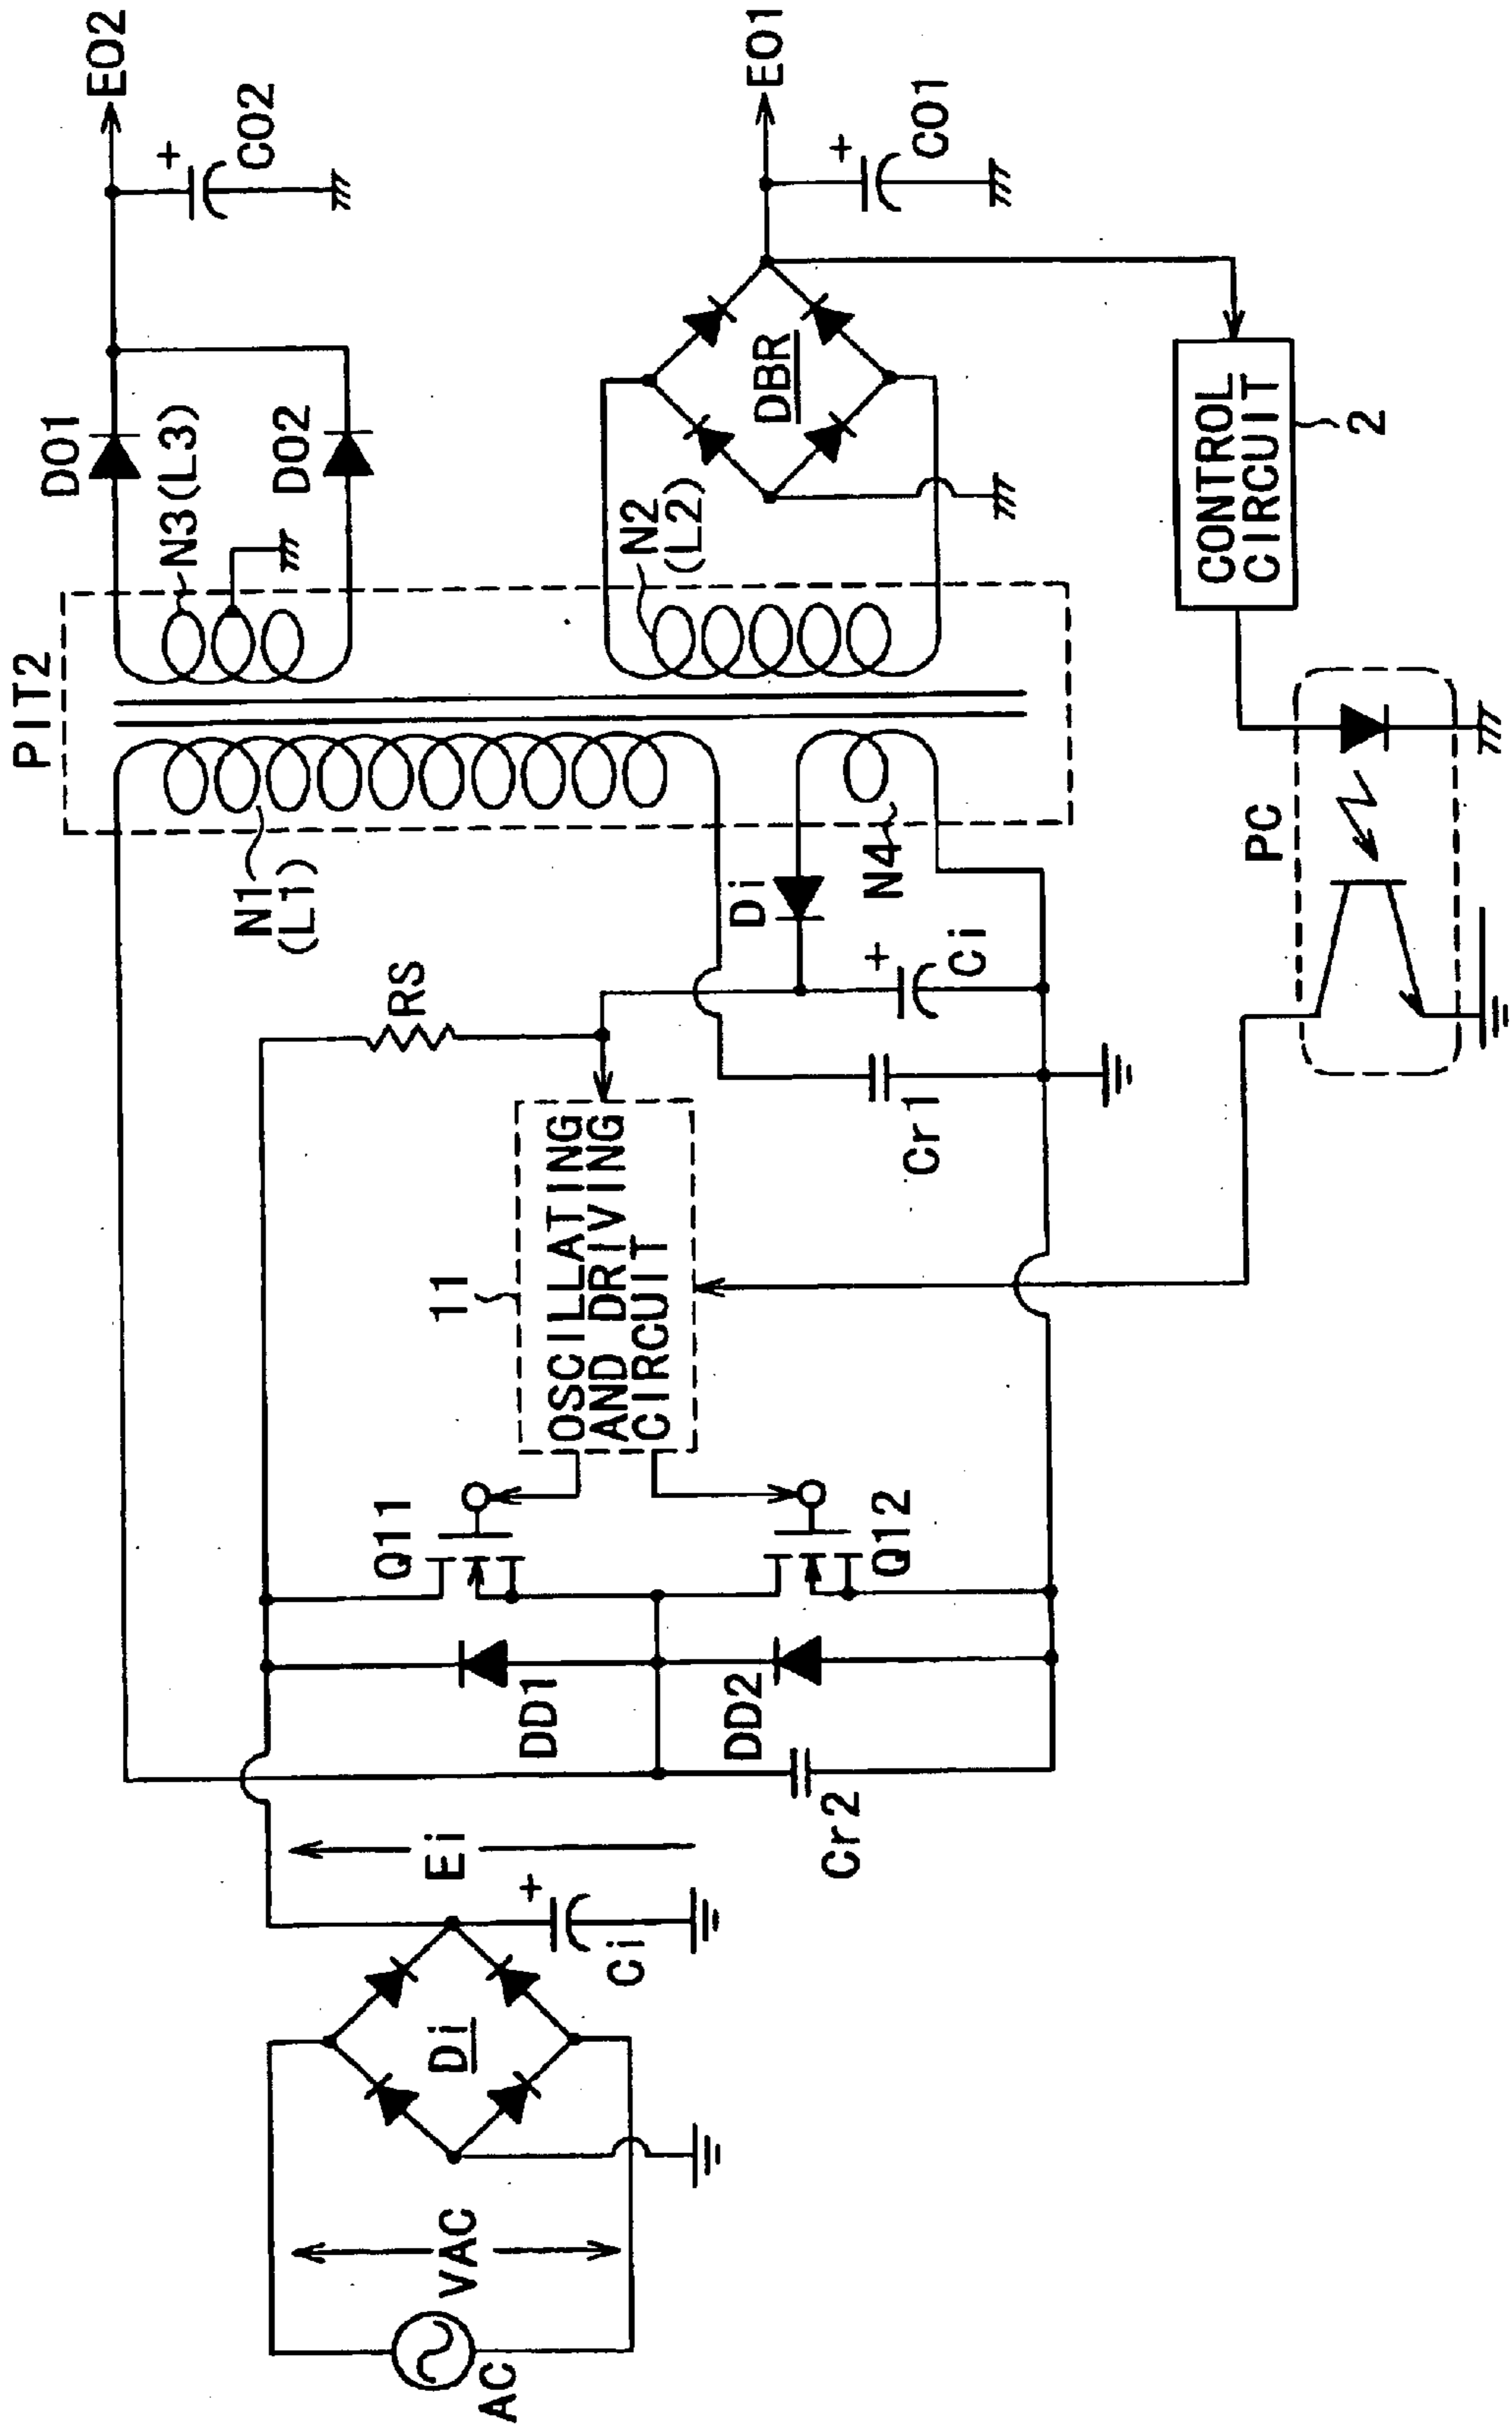 AC
VAC
Di
Ci
+
Ei
Cr2
DD1
DD2
Q11
Q12
11
OSCILLATING
AND DRIVING
CIRCUIT
RS
Cr1
Di
+
Ci
N1
(L1)
N4
PIT2
N3(L3)
N2
(L2)
DO1
DO2
DBR
+
CO2
EO2
+
CO1
EO1
CONTROL
CIRCUIT
2
PC